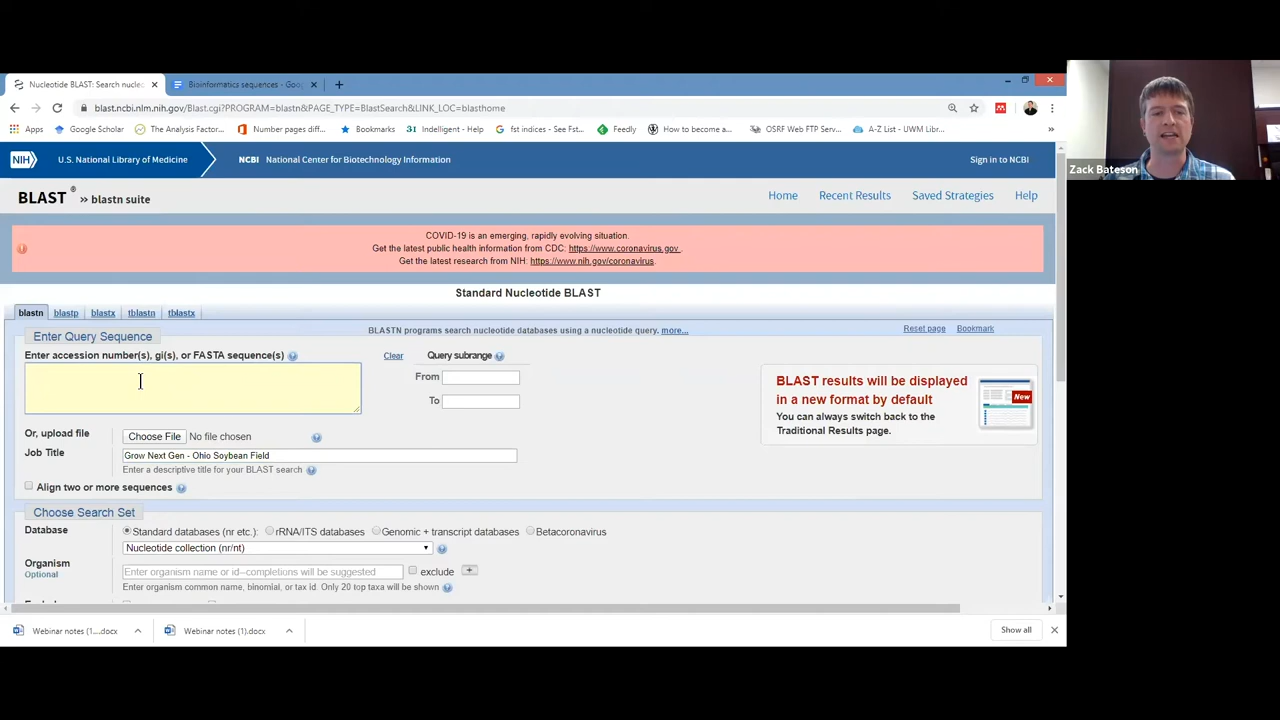 Nucleotide BLAST: Search nucle
Bioinformatics sequences - Goo
blast.ncbi.nlm.nih.gov/Blast.cgi?PROGRAM=blastn&PAGE_TYPE=BlastSearch&LINK_LOC=blasthome
Apps Google Scholar The Analysis Factor... Number pages diff... Bookmarks Indelligent - Help fst indices - See Fst... Feedly How to become a... OSRF Web FTP Serv... A-Z List - UWM Libr... »
NIH U.S. National Library of Medicine NCBI National Center for Biotechnology Information Sign in to NCBI
Zack Bateson
BLAST ® » blastn suite Home Recent Results Saved Strategies Help
COVID-19 is an emerging, rapidly evolving situation.
Get the latest public health information from CDC: https://www.coronavirus.gov .
Get the latest research from NIH: https://www.nih.gov/coronavirus.
Standard Nucleotide BLAST
blastn blastp blastx tblastn tblastx
Enter Query Sequence BLASTN programs search nucleotide databases using a nucleotide query. more... Reset page Bookmark
Enter accession number(s), gi(s), or FASTA sequence(s) Clear Query subrange
From
To
BLAST results will be displayed
in a new format by default
You can always switch back to the
Traditional Results page.
New
Or, upload file Choose File No file chosen
Job Title Grow Next Gen - Ohio Soybean Field
Enter a descriptive title for your BLAST search
Align two or more sequences
Choose Search Set
Database Standard databases (nr etc.): rRNA/ITS databases Genomic + transcript databases Betacoronavirus
Nucleotide collection (nr/nt)
Organism
Optional
Enter organism name or id--completions will be suggested exclude +
Enter organism common name, binomial, or tax id. Only 20 top taxa will be shown
Webinar notes (1....docx Webinar notes (1).docx Show all